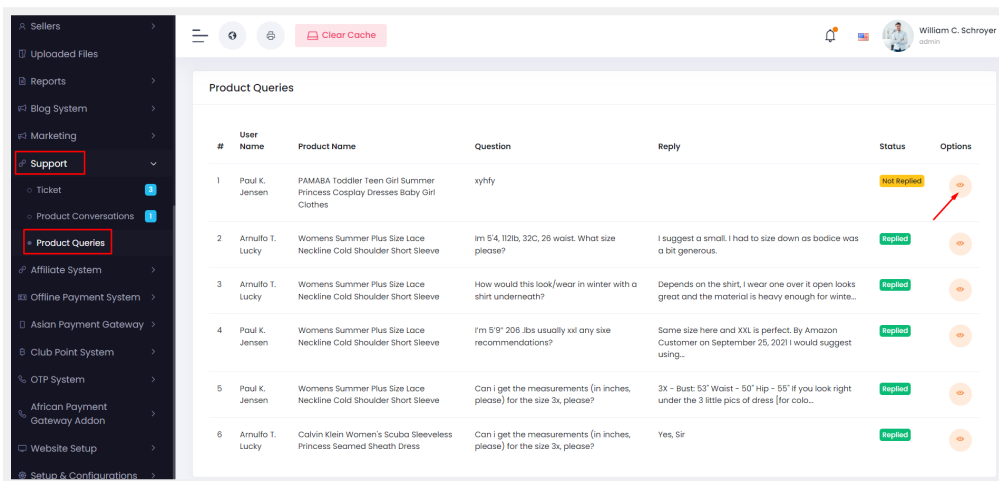 Sellers
Uploaded Files
Reports
Blog System
Marketing
Support
Ticket 3
Product Conversations 1
Product Queries
Affiliate System
Offline Payment System
Asian Payment Gateway
Club Point System
OTP System
African Payment
Gateway Addon
Website Setup
Setup & Configurations
Clear Cache
William C. Schroyer
admin
Product Queries
# User Name Product Name Question Reply Status Options
1 Paul K. PAMABA Toddler Teen Girl Summer xyhfy Not Replied
Jensen Princess Cosplay Dresses Baby Girl
Clothes
2 Arnulfo T. Womens Summer Plus Size Lace Im 5'4, 112lb, 32C, 26 waist. What size I suggest a small. I had to size down as bodice was Replied
Lucky Neckline Cold Shoulder Short Sleeve please? a bit generous.
3 Arnulfo T. Womens Summer Plus Size Lace How would this look/wear in winter with a Depends on the shirt, I wear one over it open looks Replied
Lucky Neckline Cold Shoulder Short Sleeve shirt underneath? great and the material is heavy enough for winte...
4 Paul K. Womens Summer Plus Size Lace I'm 5'9" 206 .lbs usually xxl any sixe Same size here and XXL is perfect. By Amazon Replied
Jensen Neckline Cold Shoulder Short Sleeve recommendations? Customer on September 25, 2021 I would suggest
using...
5 Paul K. Womens Summer Plus Size Lace Can i get the measurements (in inches, 3X - Bust: 53" Waist - 50" Hip - 55" If you look right Replied
Jensen Neckline Cold Shoulder Short Sleeve please) for the size 3x, please? under the 3 little pics of dress [for colo...
6 Arnulfo T. Calvin Klein Women's Scuba Sleeveless Can i get the measurements (in inches, Yes, Sir Replied
Lucky Princess Seamed Sheath Dress please) for the size 3x, please?